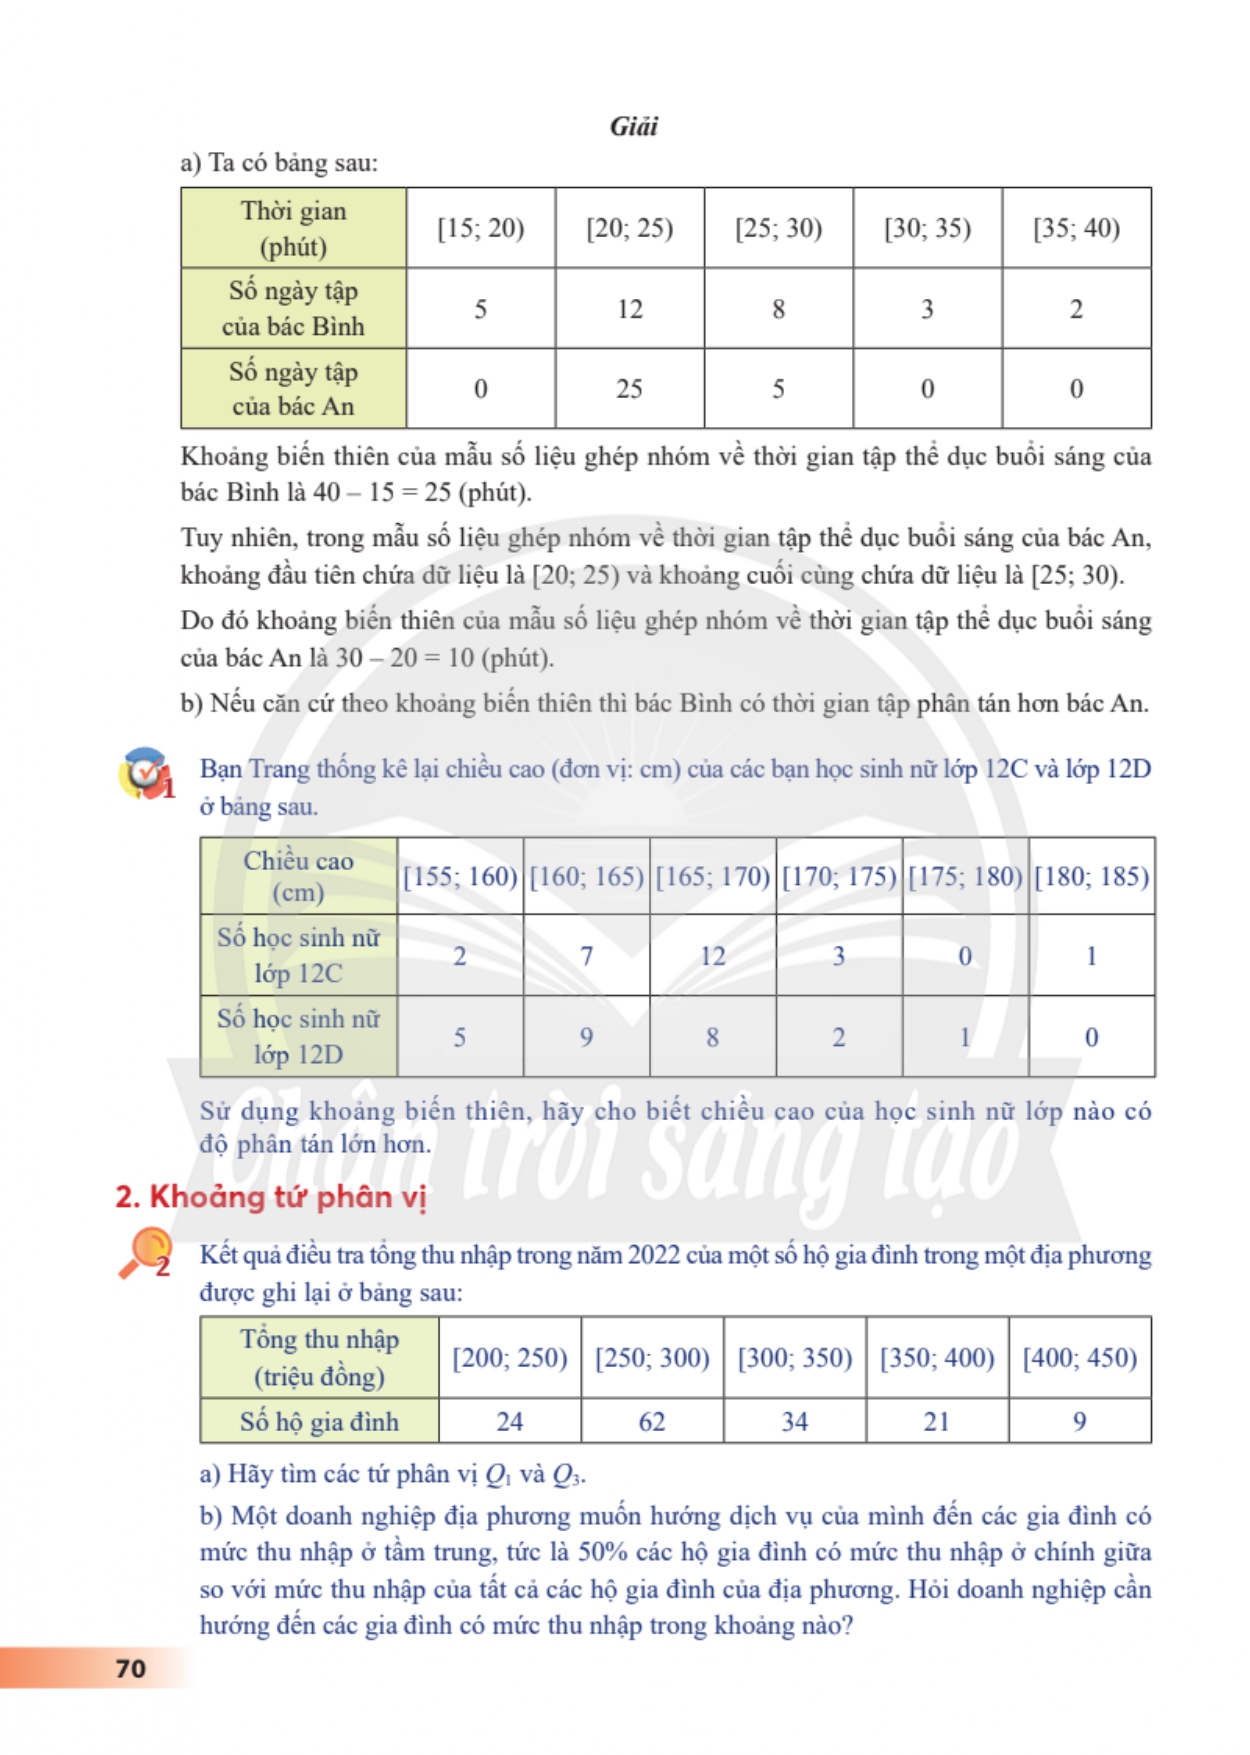 Giải
a) Ta có bảng sau:
Thời gian (phút) [15; 20) [20; 25) [25; 30) [30; 35) [35; 40)
Số ngày tập của bác Bình 5 12 8 3 2
Số ngày tập của bác An 0 25 5 0 0
Khoảng biến thiên của mẫu số liệu ghép nhóm về thời gian tập thể dục buổi sáng của
bác Bình là 40 – 15 = 25 (phút).
Tuy nhiên, trong mẫu số liệu ghép nhóm về thời gian tập thể dục buổi sáng của bác An,
khoảng đầu tiên chứa dữ liệu là [20; 25) và khoảng cuối cùng chứa dữ liệu là [25; 30).
Do đó khoảng biến thiên của mẫu số liệu ghép nhóm về thời gian tập thể dục buổi sáng
của bác An là 30 – 20 = 10 (phút).
b) Nếu căn cứ theo khoảng biến thiên thì bác Bình có thời gian tập phân tán hơn bác An.
1
Bạn Trang thống kê lại chiều cao (đơn vị: cm) của các bạn học sinh nữ lớp 12C và lớp 12D
ở bảng sau.
Chiều cao (cm) [155; 160) [160; 165) [165; 170) [170; 175) [175; 180) [180; 185)
Số học sinh nữ lớp 12C 2 7 12 3 0 1
Số học sinh nữ lớp 12D 5 9 8 2 1 0
Sử dụng khoảng biến thiên, hãy cho biết chiều cao của học sinh nữ lớp nào có
độ phân tán lớn hơn.
Chân trời sáng tạo
2. Khoảng tứ phân vị
2
Kết quả điều tra tổng thu nhập trong năm 2022 của một số hộ gia đình trong một địa phương
được ghi lại ở bảng sau:
Tổng thu nhập (triệu đồng) [200; 250) [250; 300) [300; 350) [350; 400) [400; 450)
Số hộ gia đình 24 62 34 21 9
a) Hãy tìm các tứ phân vị Q₁ và Q₃.
b) Một doanh nghiệp địa phương muốn hướng dịch vụ của mình đến các gia đình có
mức thu nhập ở tầm trung, tức là 50% các hộ gia đình có mức thu nhập ở chính giữa
so với mức thu nhập của tất cả các hộ gia đình của địa phương. Hỏi doanh nghiệp cần
hướng đến các gia đình có mức thu nhập trong khoảng nào?
70